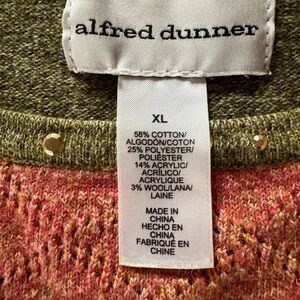 alfred dunner
XL
58% COTTON/
ALGODÓN/COTON
25% POLYESTER/
POLIÉSTER
14% ACRYLIC/
ACRÍLICO/
ACRYLIQUE
3% WOOL/LANA/
LAINE
MADE IN
CHINA
HECHO EN
CHINA
FABRIQUÉ EN
CHINE